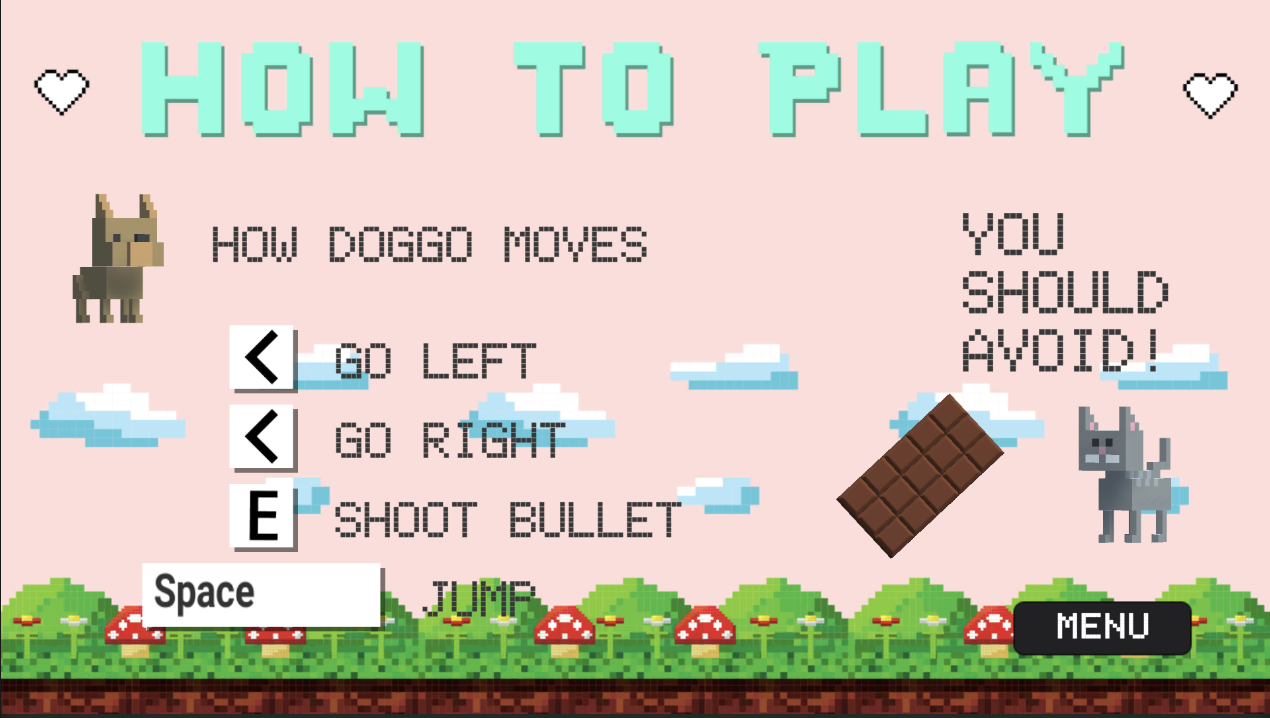 HOW TO PLAY
HOW DOGGO MOVES
YOU
SHOULD
AVOID!
< GO LEFT
< GO RIGHT
E SHOOT BULLET
Space JUMP
MENU